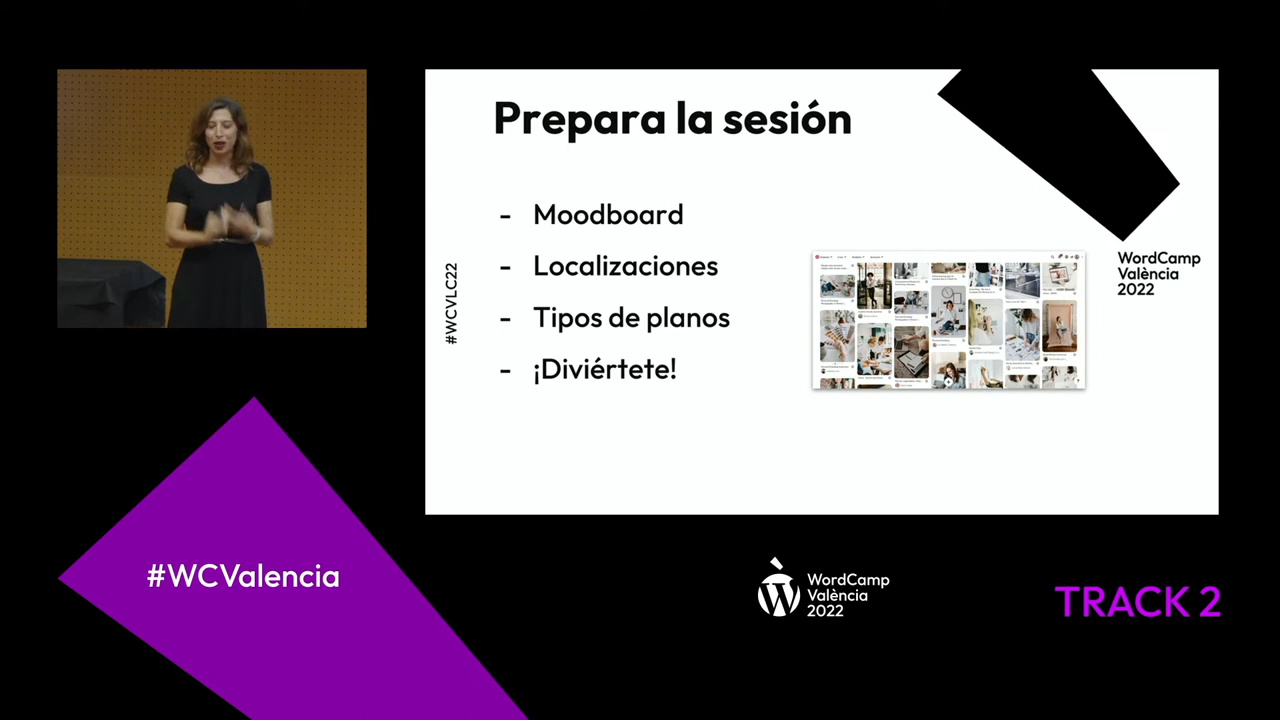 Prepara la sesión
- Moodboard
- Localizaciones
- Tipos de planos
- ¡Diviértete!
#WCVLC22
WordCamp
València
2022
#WCValencia
WordCamp
València
2022
TRACK 2